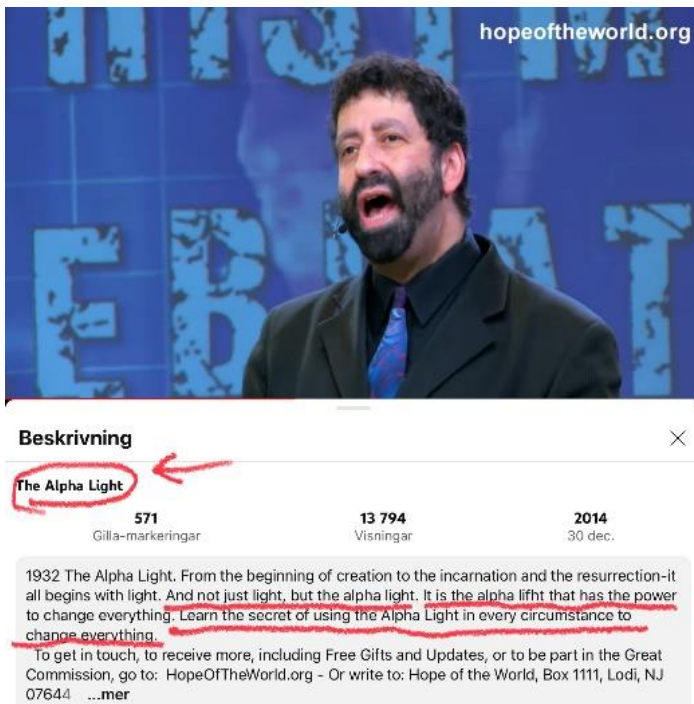 hopeoftheworld.org
Beskrivning
The Alpha Light
571
Gilla-markeringar
13 794
Visningar
2014
30 dec.
1932 The Alpha Light. From the beginning of creation to the incarnation and the resurrection-it
all begins with light. And not just light, but the alpha light. It is the alpha lifht that has the power
to change everything. Learn the secret of using the Alpha Light in every circumstance to
change everything.
To get in touch, to receive more, including Free Gifts and Updates, or to be part in the Great
Commission, go to: HopeOfTheWorld.org - Or write to: Hope of the World, Box 1111, Lodi, NJ
07644 ...mer